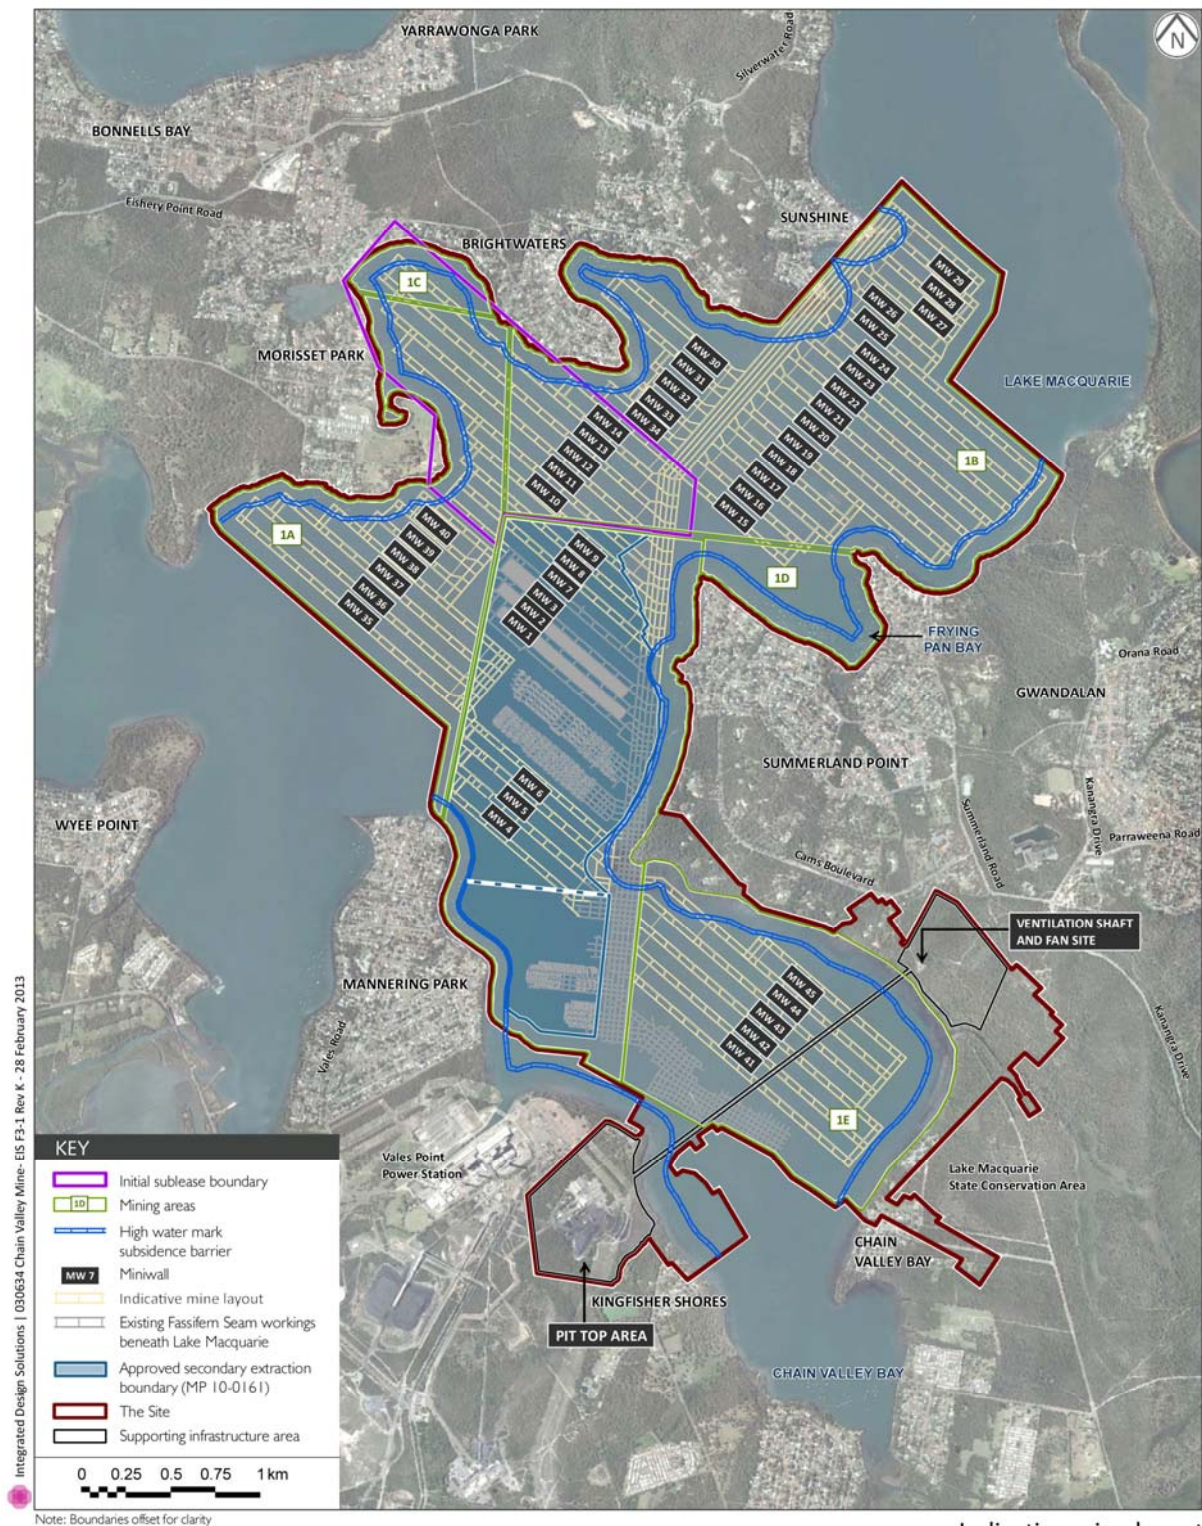 YARRAWONGA PARK
Silverwater Road
N
BONNELLS BAY
Fishery Point Road
SUNSHINE
BRIGHTWATERS
1C
MW 29
MW 28
MW 27
MW 26
MW 25
MORISSET PARK
MW 30
MW 31
MW 32
MW 33
MW 34
MW 24
MW 23
MW 22
MW 21
MW 20
MW 19
MW 18
MW 17
MW 16
MW 15
LAKE MACQUARIE
MW 14
MW 13
MW 12
MW 11
MW 10
1B
1A
MW 40
MW 39
MW 38
MW 37
MW 36
MW 35
MW 9
MW 8
MW 7
MW 3
MW 2
MW 1
1D
FRYING
PAN BAY
Orana Road
GWANDALAN
SUMMERLAND POINT
MW 6
MW 5
MW 4
WYEE POINT
Kanangra Drive
Parraweena Road
Summerland Road
Cams Boulevard
VENTILATION SHAFT
AND FAN SITE
MANNERING PARK
MW 45
MW 44
MW 43
MW 42
MW 41
Vales Road
Kanangra Drive
1E
Vales Point
Power Station
Lake Macquarie
State Conservation Area
CHAIN
VALLEY BAY
KINGFISHER SHORES
PIT TOP AREA
CHAIN VALLEY BAY
KEY
Initial sublease boundary
1D Mining areas
High water mark
subsidence barrier
MW 7 Miniwall
Indicative mine layout
Existing Fassifern Seam workings
beneath Lake Macquarie
Approved secondary extraction
boundary (MP 10-0161)
The Site
Supporting infrastructure area
0 0.25 0.5 0.75 1 km
Integrated Design Solutions | 030634 Chain Valley Mine- EIS F3-1 Rev K - 28 February 2013
Note: Boundaries offset for clarity